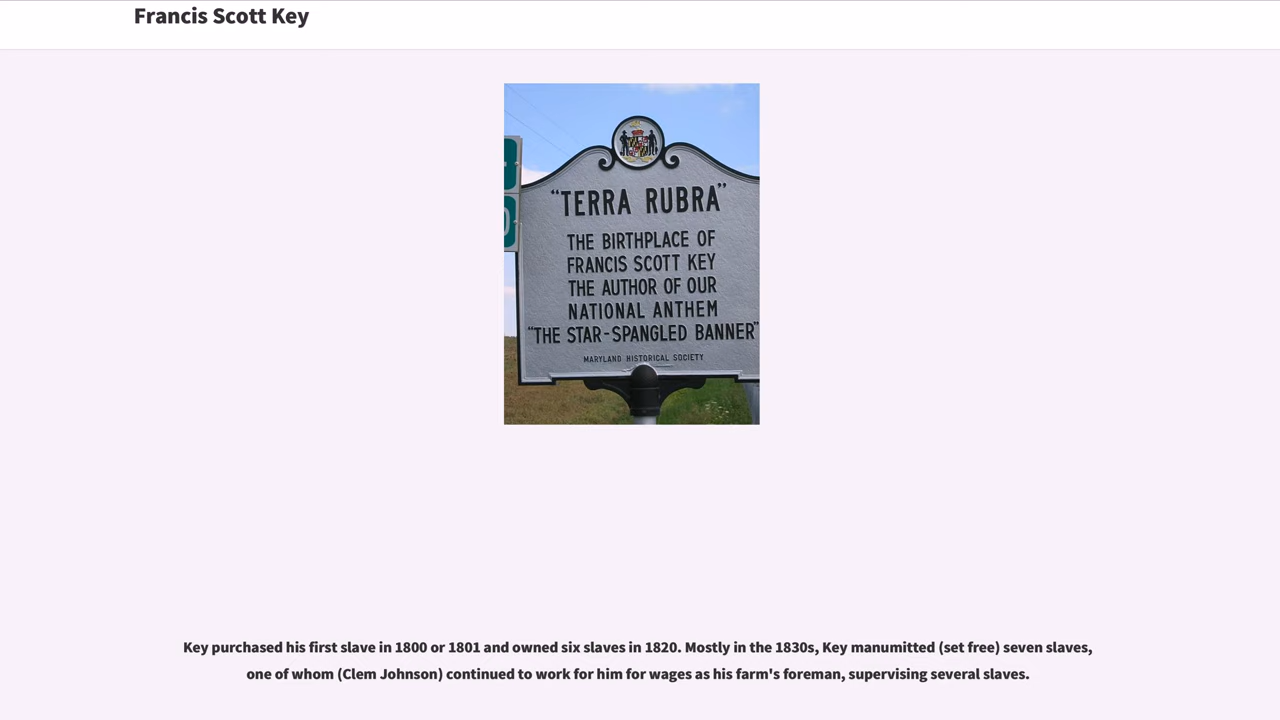 Francis Scott Key
"TERRA RUBRA"
THE BIRTHPLACE OF
FRANCIS SCOTT KEY
THE AUTHOR OF OUR
NATIONAL ANTHEM
"THE STAR-SPANGLED BANNER"
MARYLAND HISTORICAL SOCIETY
Key purchased his first slave in 1800 or 1801 and owned six slaves in 1820. Mostly in the 1830s, Key manumitted (set free) seven slaves,
one of whom (Clem Johnson) continued to work for him for wages as his farm's foreman, supervising several slaves.